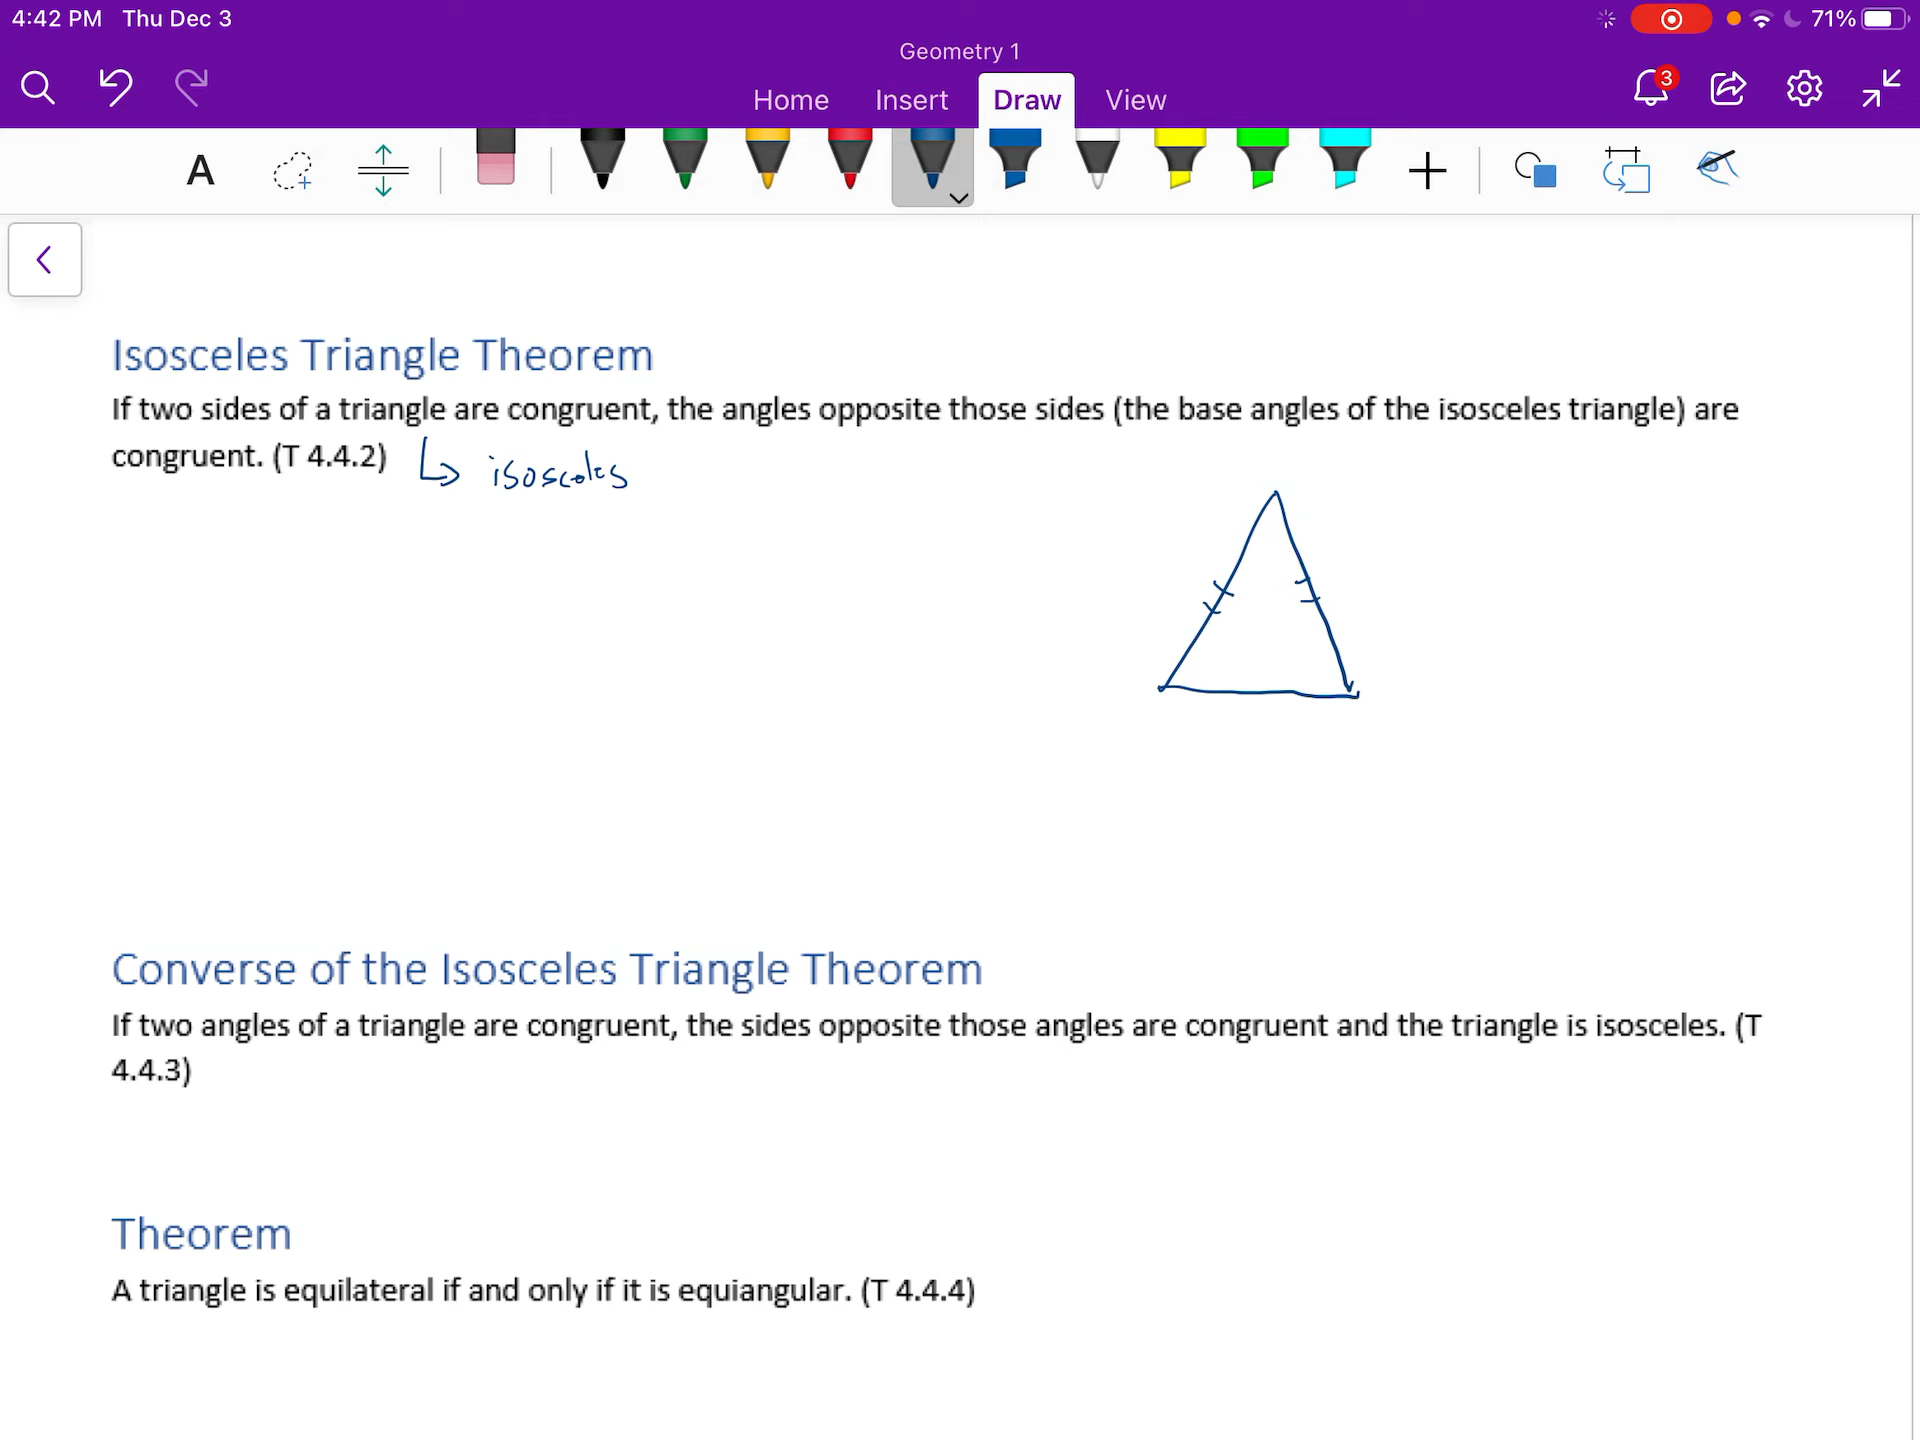 4:42 PM Thu Dec 3
71%
Geometry 1
Home Insert Draw View
3
A
Isosceles Triangle Theorem
If two sides of a triangle are congruent, the angles opposite those sides (the base angles of the isosceles triangle) are
congruent. (T 4.4.2)
isosceles
Converse of the Isosceles Triangle Theorem
If two angles of a triangle are congruent, the sides opposite those angles are congruent and the triangle is isosceles. (T
4.4.3)
Theorem
A triangle is equilateral if and only if it is equiangular. (T 4.4.4)